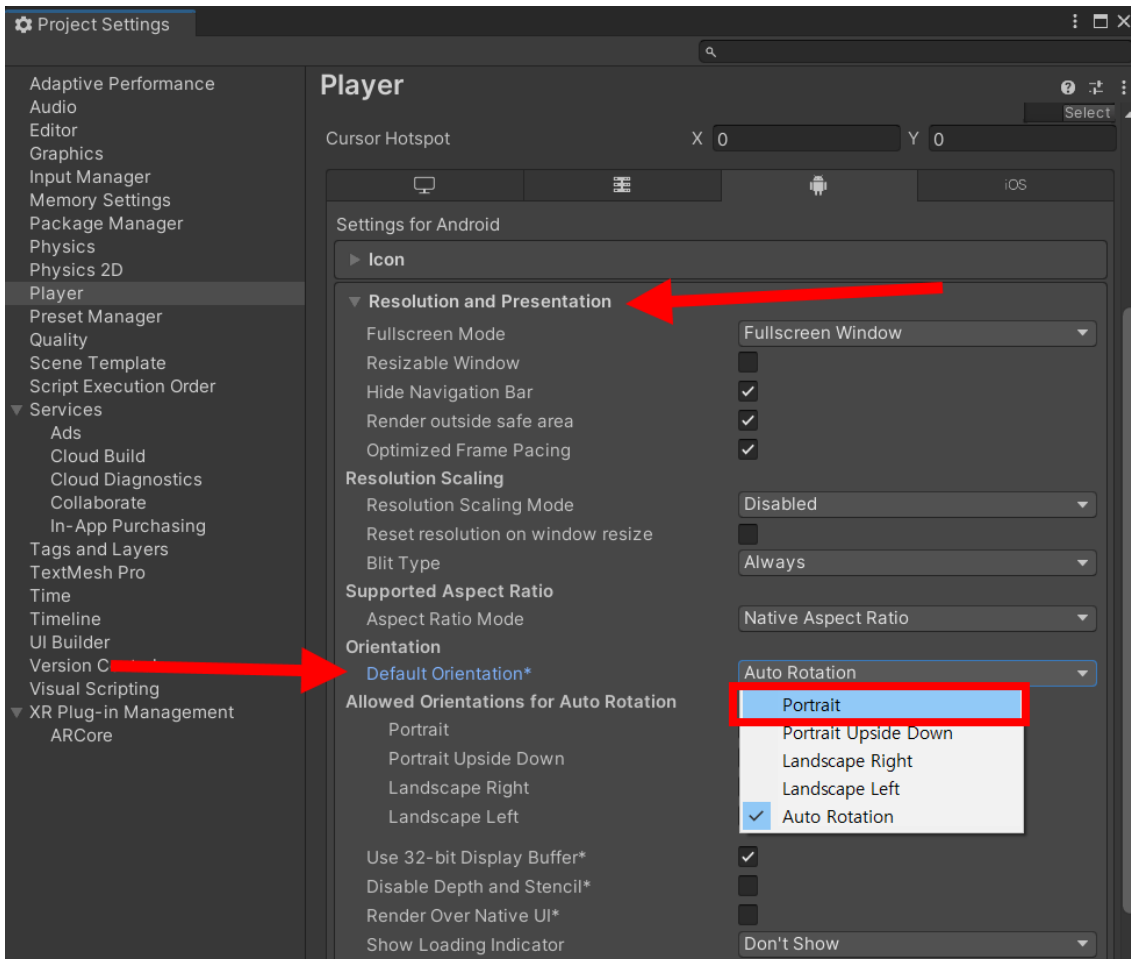 Project Settings
Adaptive Performance
Audio
Editor
Graphics
Input Manager
Memory Settings
Package Manager
Physics
Physics 2D
Player
Preset Manager
Quality
Scene Template
Script Execution Order
Services
Ads
Cloud Build
Cloud Diagnostics
Collaborate
In-App Purchasing
Tags and Layers
TextMesh Pro
Time
Timeline
UI Builder
Version
Visual Scripting
XR Plug-in Management
ARCore
Player
Select
Cursor Hotspot X 0 Y 0
iOS
Settings for Android
Icon
Resolution and Presentation
Fullscreen Mode Fullscreen Window
Resizable Window
Hide Navigation Bar
Render outside safe area
Optimized Frame Pacing
Resolution Scaling
Resolution Scaling Mode Disabled
Reset resolution on window resize
Blit Type Always
Supported Aspect Ratio
Aspect Ratio Mode Native Aspect Ratio
Orientation
Default Orientation* Auto Rotation
Allowed Orientations for Auto Rotation
Portrait
Portrait Upside Down
Landscape Right
Landscape Left
Portrait
Portrait Upside Down
Landscape Right
Landscape Left
Auto Rotation
Use 32-bit Display Buffer*
Disable Depth and Stencil*
Render Over Native UI*
Show Loading Indicator Don't Show